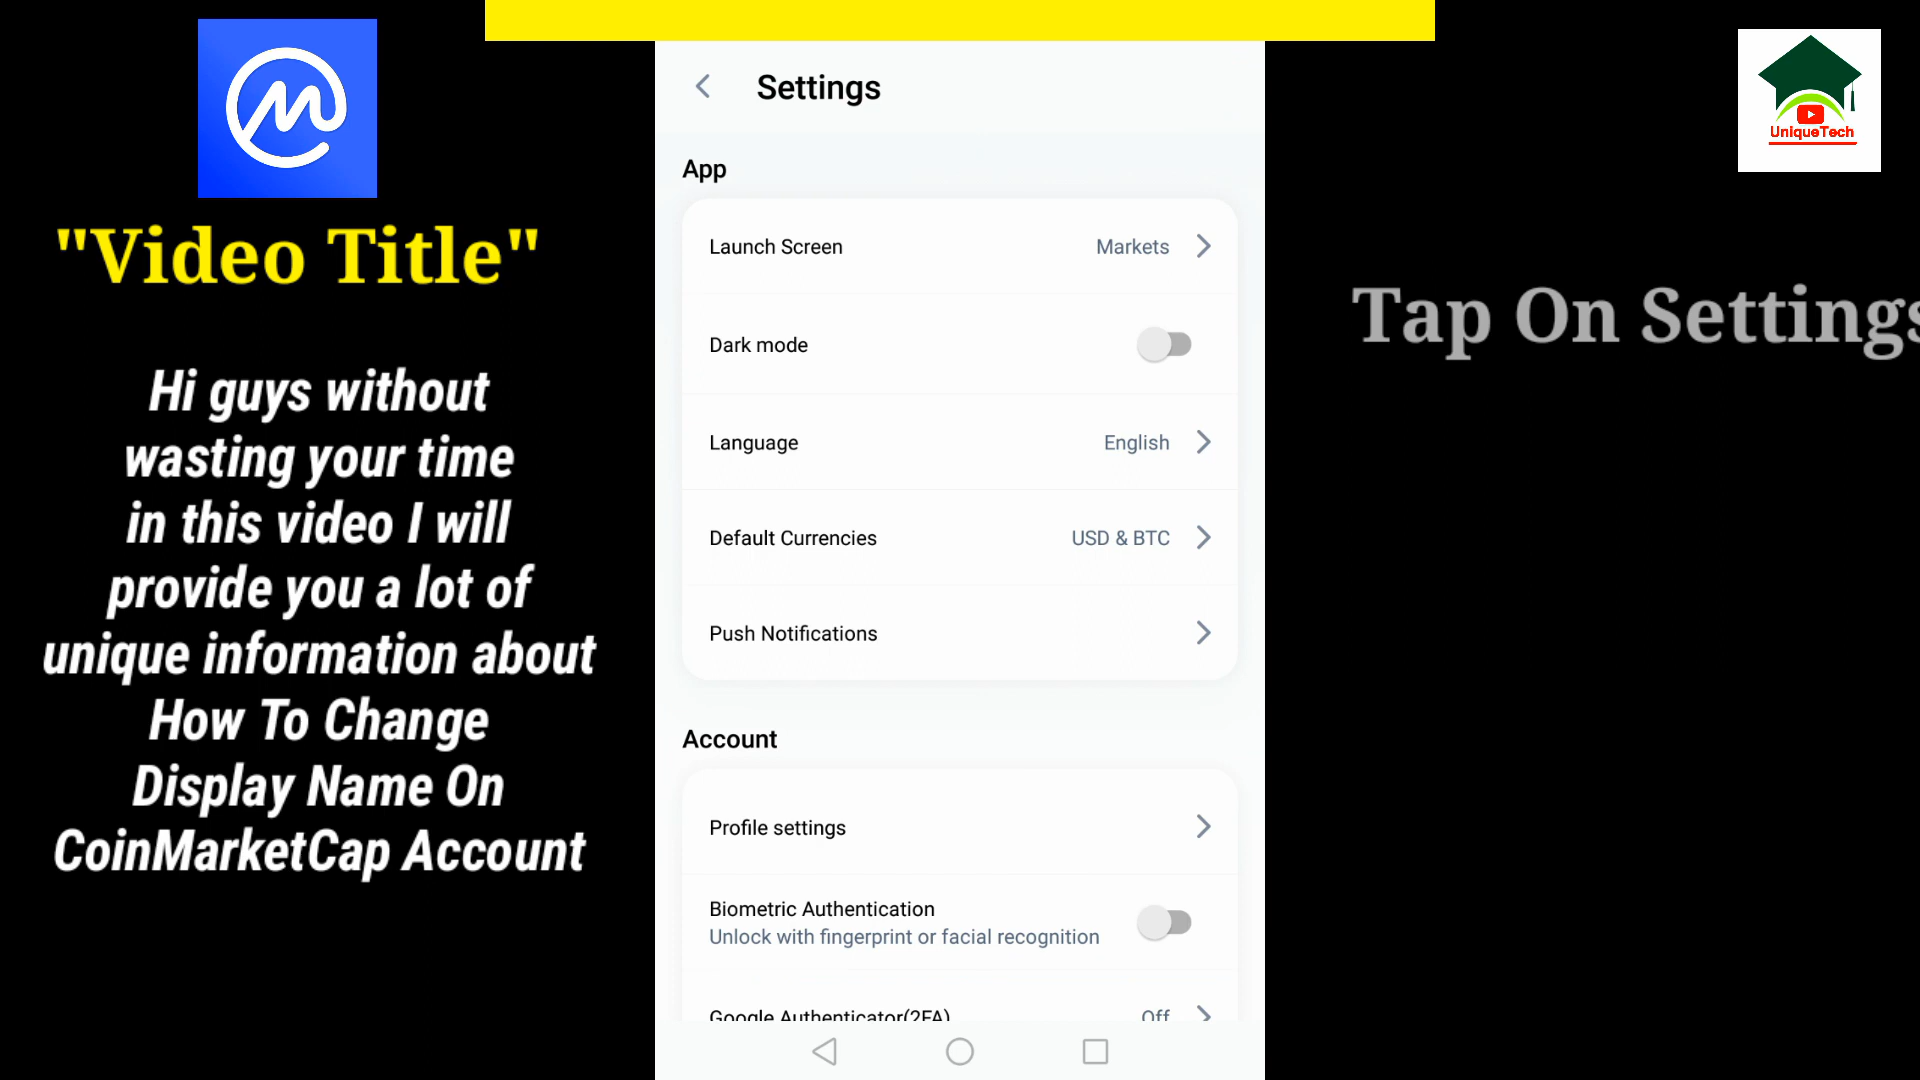 "Video Title"
Hi guys without
wasting your time
in this video I will
provide you a lot of
unique information about
How To Change
Display Name On
CoinMarketCap Account
Settings
App
Launch Screen Markets
Dark mode
Language English
Default Currencies USD & BTC
Push Notifications
Account
Profile settings
Biometric Authentication
Unlock with fingerprint or facial recognition
Google Authenticator(2FA) Off
UniqueTech
Tap On Settings